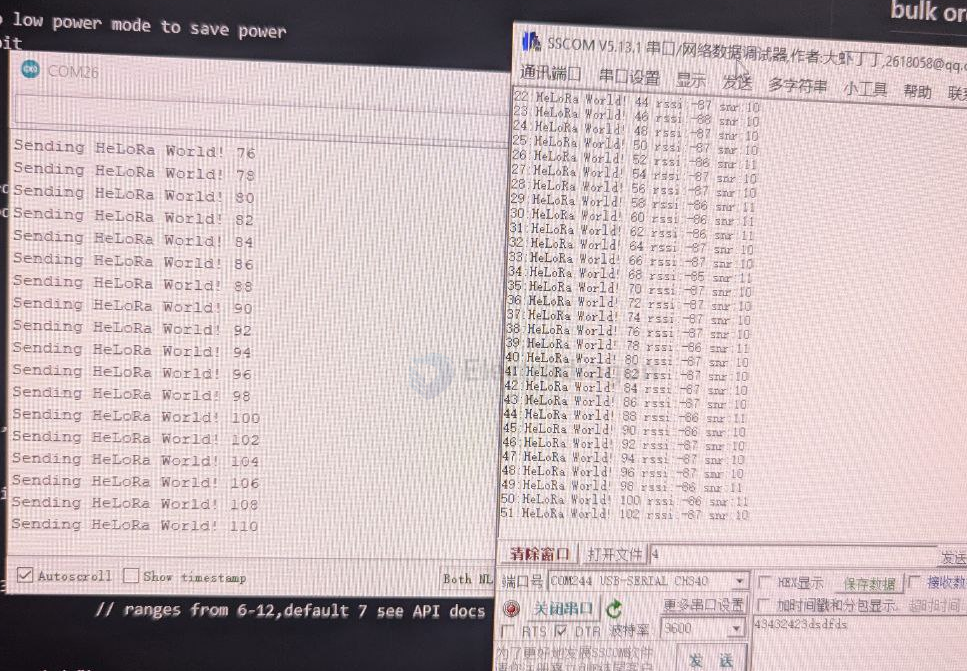 low power mode to save power
bit
bulk or
COM26
Sending HeLoRa World! 76
Sending HeLoRa World! 78
Sending HeLoRa World! 80
Sending HeLoRa World! 82
Sending HeLoRa World! 84
Sending HeLoRa World! 86
Sending HeLoRa World! 88
Sending HeLoRa World! 90
Sending HeLoRa World! 92
Sending HeLoRa World! 94
Sending HeLoRa World! 96
Sending HeLoRa World! 98
Sending HeLoRa World! 100
Sending HeLoRa World! 102
Sending HeLoRa World! 104
Sending HeLoRa World! 106
Sending HeLoRa World! 108
Sending HeLoRa World! 110
Autoscroll Show timestamp Both NL
// ranges from 6-12,default 7 see API docs
SSCOM V5.13.1 串口/网络数据调试器,作者:大虾丁丁,2618058@qq.c
通讯端口 串口设置 显示 发送 多字符串 小工具 帮助 联
22:HeLoRa World! 44 rssi:-87 snr:10
23:HeLoRa World! 46 rssi:-88 snr:10
24:HeLoRa World! 48 rssi:-87 snr:10
25:HeLoRa World! 50 rssi:-87 snr:10
26:HeLoRa World! 52 rssi:-86 snr:11
27:HeLoRa World! 54 rssi:-87 snr:10
28:HeLoRa World! 56 rssi:-87 snr:10
29:HeLoRa World! 58 rssi:-86 snr:11
30:HeLoRa World! 60 rssi:-86 snr:11
31:HeLoRa World! 62 rssi:-86 snr:11
32:HeLoRa World! 64 rssi:-87 snr:10
33:HeLoRa World! 66 rssi:-87 snr:10
34:HeLoRa World! 68 rssi:-85 snr:11
35:HeLoRa World! 70 rssi:-87 snr:10
36:HeLoRa World! 72 rssi:-87 snr:10
37:HeLoRa World! 74 rssi:-87 snr:10
38:HeLoRa World! 76 rssi:-87 snr:10
39:HeLoRa World! 78 rssi:-86 snr:11
40:HeLoRa World! 80 rssi:-87 snr:10
41:HeLoRa World! 82 rssi:-87 snr:10
42:HeLoRa World! 84 rssi:-87 snr:10
43:HeLoRa World! 86 rssi:-87 snr:10
44:HeLoRa World! 88 rssi:-86 snr:11
45:HeLoRa World! 90 rssi:-86 snr:10
46:HeLoRa World! 92 rssi:-87 snr:10
47:HeLoRa World! 94 rssi:-87 snr:10
48:HeLoRa World! 96 rssi:-87 snr:10
49:HeLoRa World! 98 rssi:-86 snr:11
50:HeLoRa World! 100 rssi:-86 snr:11
51:HeLoRa World! 102 rssi:-87 snr:10
清除窗口 打开文件 4 发送
端口号 COM244 USB-SERIAL CH340 HEX显示 保存数据 接收数
关闭串口 更多串口设置 加时间戳和分包显示. 超时时间
RTS DTR 波特率 9600 43432423dsdfds
为了更好地发展SSCOM软件 发 送